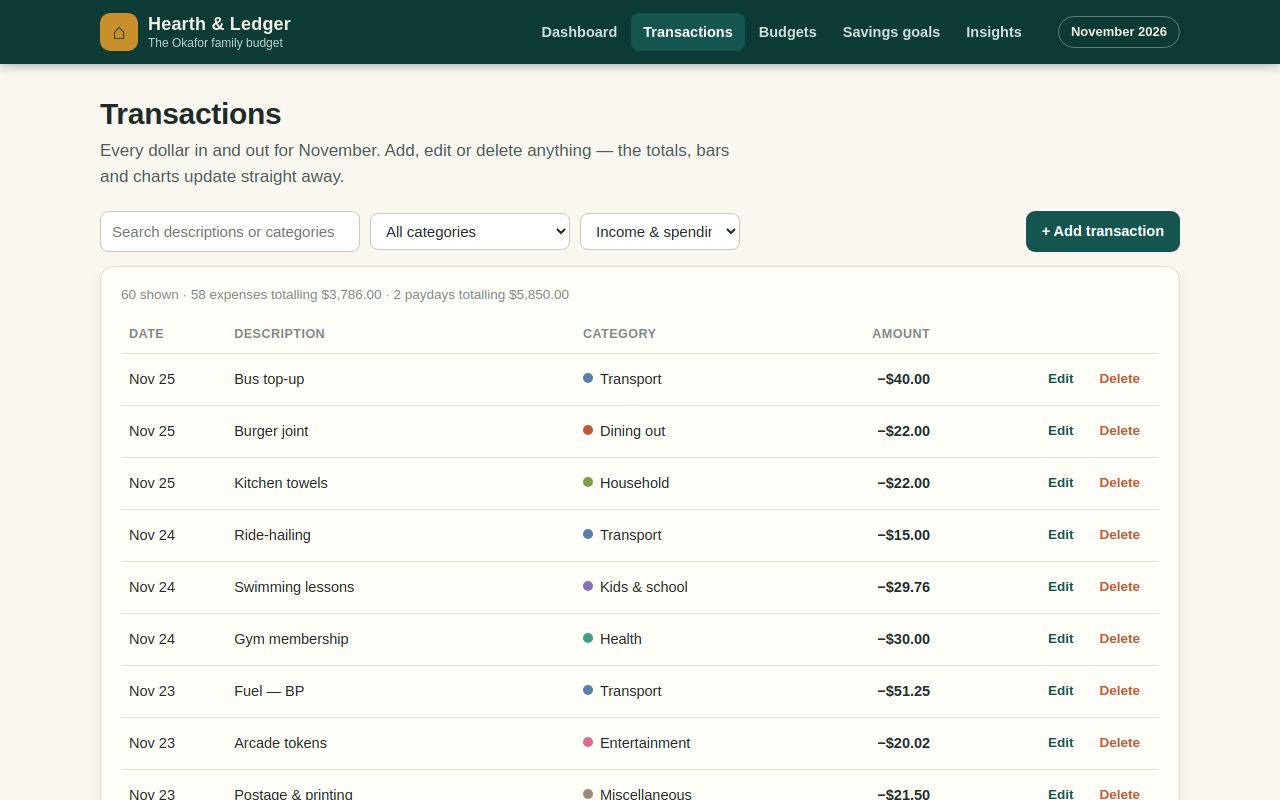 Hearth & Ledger
The Okafor family budget
Dashboard Transactions Budgets Savings goals Insights
November 2026
Transactions
Every dollar in and out for November. Add, edit or delete anything — the totals, bars
and charts update straight away.
Search descriptions or categories
All categories
Income & spendir
+ Add transaction
60 shown · 58 expenses totalling $3,786.00 · 2 paydays totalling $5,850.00
DATE DESCRIPTION CATEGORY AMOUNT
Nov 25 Bus top-up Transport −$40.00 Edit Delete
Nov 25 Burger joint Dining out −$22.00 Edit Delete
Nov 25 Kitchen towels Household −$22.00 Edit Delete
Nov 24 Ride-hailing Transport −$15.00 Edit Delete
Nov 24 Swimming lessons Kids & school −$29.76 Edit Delete
Nov 24 Gym membership Health −$30.00 Edit Delete
Nov 23 Fuel — BP Transport −$51.25 Edit Delete
Nov 23 Arcade tokens Entertainment −$20.02 Edit Delete
Nov 23 Postage & printing Miscellaneous −$21.50 Edit Delete